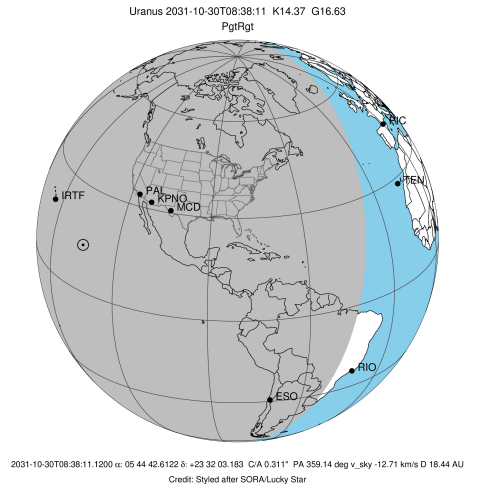 Uranus 2031-10-30T08:38:11 K14.37 G16.63
PgtRgt
PIC
TEN
IRTF
PAL
KPNO
MCD
RIO
ESO
2031-10-30T08:38:11.1200 α: 05 44 42.6122 δ: +23 32 03.183 C/A 0.311" PA 359.14 deg v_sky -12.71 km/s D 18.44 AU
Credit: Styled after SORA/Lucky Star